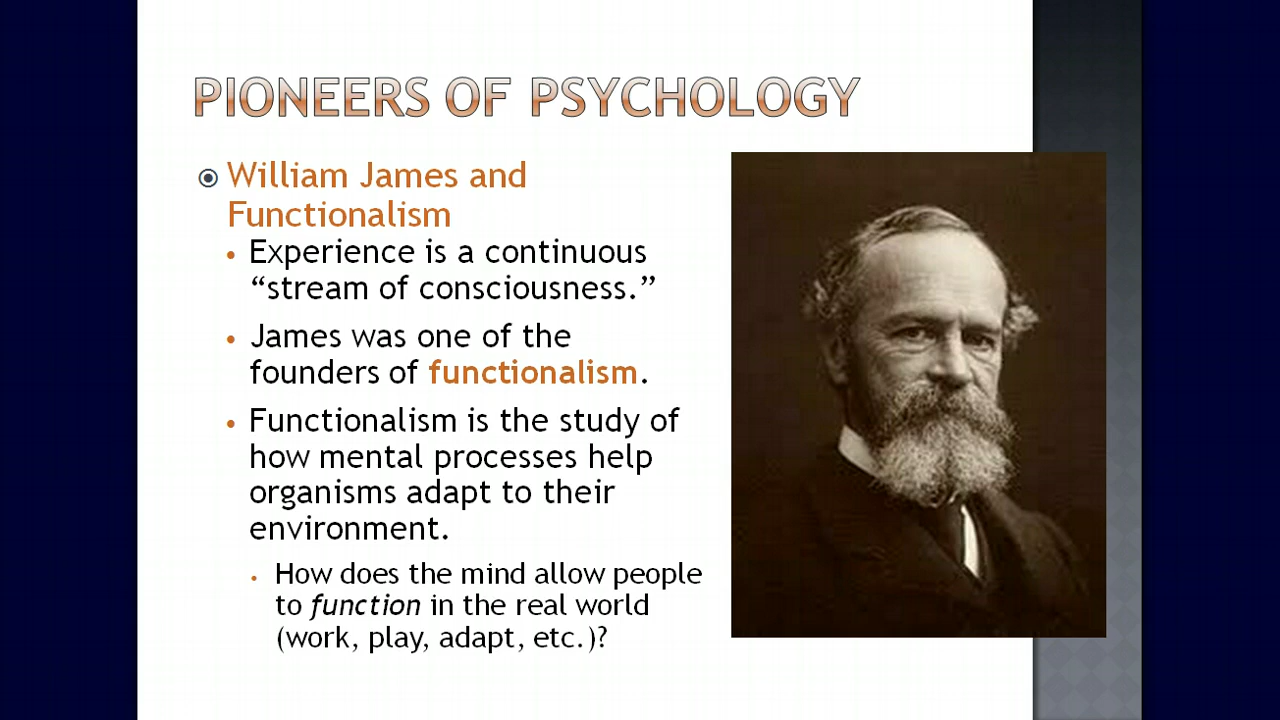 PIONEERS OF PSYCHOLOGY
William James and
Functionalism
Experience is a continuous
“stream of consciousness.”
James was one of the
founders of functionalism.
Functionalism is the study of
how mental processes help
organisms adapt to their
environment.
How does the mind allow people
to function in the real world
(work, play, adapt, etc.)?